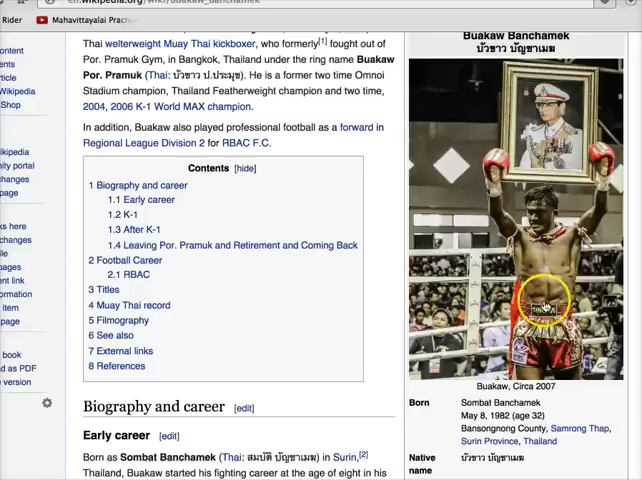 en.wikipedia.org/wiki/Buakaw_Banchamek
Rider
Mahavittayalai Prach
ontent
ent
rticle
Wikipedia
Shop
ikipedia
nity portal
changes
page
ks here
changes
file
pages
ent link
formation
item
page
book
ad as PDF
version
Thai welterweight Muay Thai kickboxer, who formerly[1] fought out of
Por. Pramuk Gym, in Bangkok, Thailand under the ring name Buakaw
Por. Pramuk (Thai: บัวขาว ป.ประมุข). He is a former two time Omnoi
Stadium champion, Thailand Featherweight champion and two time,
2004, 2006 K-1 World MAX champion.
In addition, Buakaw also played professional football as a forward in
Regional League Division 2 for RBAC F.C.
Contents [hide]
1 Biography and career
1.1 Early career
1.2 K-1
1.3 After K-1
1.4 Leaving Por. Pramuk and Retirement and Coming Back
2 Football Career
2.1 RBAC
3 Titles
4 Muay Thai record
5 Filmography
6 See also
7 External links
8 References
Biography and career [edit]
Early career [edit]
Born as Sombat Banchamek (Thai: สมบัติ บัญชาเมฆ) in Surin,[2]
Thailand, Buakaw started his fighting career at the age of eight in his
Buakaw Banchamek
บัวขาว บัญชาเมฆ
Buakaw, Circa 2007
Born Sombat Banchamek
May 8, 1982 (age 32)
Bansongnong County, Samrong Thap,
Surin Province, Thailand
Native name บัวขาว บัญชาเมฆ